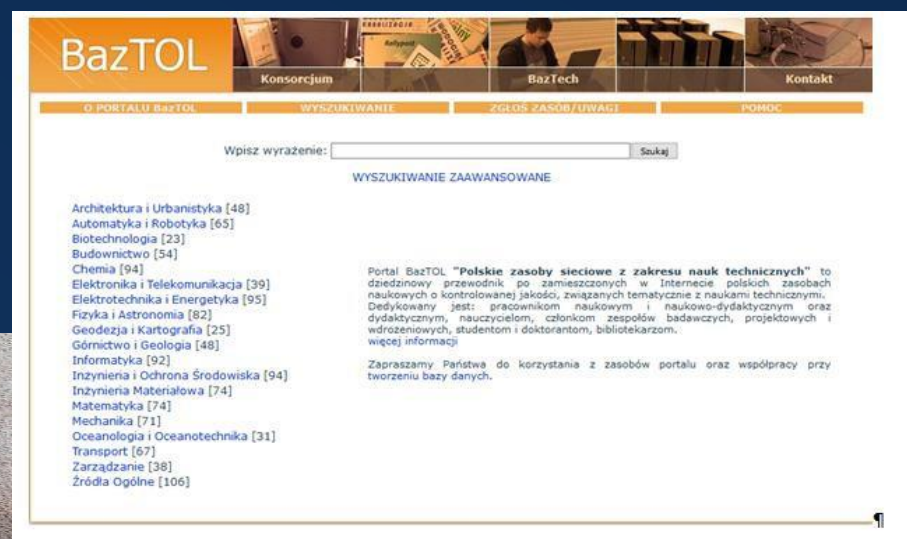 BazTOL
Konsorcjum
BazTech
Kontakt
O PORTALU BazTOL
WYSZUKIWANIE
ZGŁOŚ ZASÓB/UWAGI
POMOC
Wpisz wyrażenie:
Szukaj
WYSZUKIWANIE ZAAWANSOWANE
Architektura i Urbanistyka [48]
Automatyka i Robotyka [65]
Biotechnologia [23]
Budownictwo [54]
Chemia [94]
Elektronika i Telekomunikacja [39]
Elektrotechnika i Energetyka [95]
Fizyka i Astronomia [82]
Geodezja i Kartografia [25]
Górnictwo i Geologia [48]
Informatyka [92]
Inżynieria i Ochrona Środowiska [94]
Inżynieria Materiałowa [74]
Matematyka [74]
Mechanika [71]
Oceanologia i Oceanotechnika [31]
Transport [67]
Zarządzanie [38]
Źródła Ogólne [106]
Portal BazTOL "Polskie zasoby sieciowe z zakresu nauk technicznych" to
dziedzinowy przewodnik po zamieszczonych w Internecie polskich zasobach
naukowych o kontrolowanej jakości, związanych tematycznie z naukami technicznymi.
Dedykowany jest: pracownikom naukowym i naukowo-dydaktycznym oraz
dydaktycznym, nauczycielom, członkom zespołów badawczych, projektowych i
wdrożeniowych, studentom i doktorantom, bibliotekarzom.
więcej informacji
Zapraszamy Państwa do korzystania z zasobów portalu oraz współpracy przy
tworzeniu bazy danych.
¶